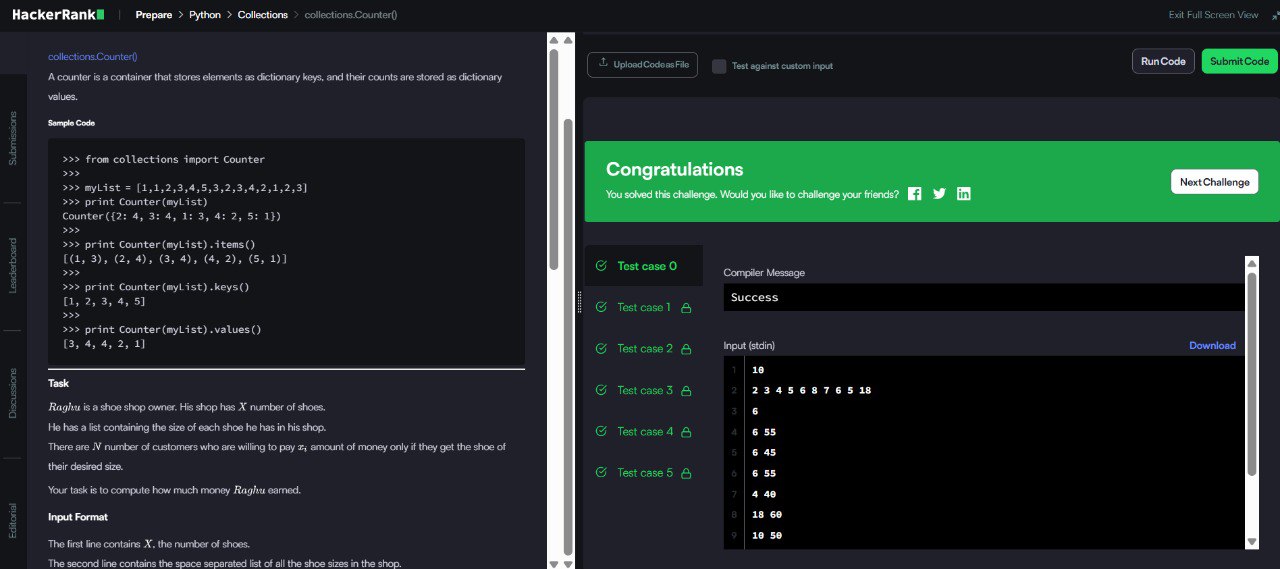 HackerRank
Prepare > Python > Collections > collections.Counter()
Exit Full Screen View
Submissions
Leaderboard
Discussions
Editorial
collections.Counter()
A counter is a container that stores elements as dictionary keys, and their counts are stored as dictionary
values.
Sample Code
>>> from collections import Counter
>>>
>>> myList = [1,1,2,3,4,5,3,2,3,4,2,1,2,3]
>>> print Counter(myList)
Counter({2: 4, 3: 4, 1: 3, 4: 2, 5: 1})
>>>
>>> print Counter(myList).items()
[(1, 3), (2, 4), (3, 4), (4, 2), (5, 1)]
>>>
>>> print Counter(myList).keys()
[1, 2, 3, 4, 5]
>>>
>>> print Counter(myList).values()
[3, 4, 4, 2, 1]
Task
Raghu is a shoe shop owner. His shop has X number of shoes.
He has a list containing the size of each shoe he has in his shop.
There are N number of customers who are willing to pay xi amount of money only if they get the shoe of
their desired size.
Your task is to compute how much money Raghu earned.
Input Format
The first line contains X, the number of shoes.
The second line contains the space separated list of all the shoe sizes in the shop.
Upload Code as File
Test against custom input
Run Code
Submit Code
Congratulations
You solved this challenge. Would you like to challenge your friends?
Next Challenge
Test case 0
Test case 1
Test case 2
Test case 3
Test case 4
Test case 5
Compiler Message
Success
Input (stdin)
Download
1 10
2 2 3 4 5 6 8 7 6 5 18
3 6
4 6 55
5 6 45
6 6 55
7 4 40
8 18 60
9 10 50